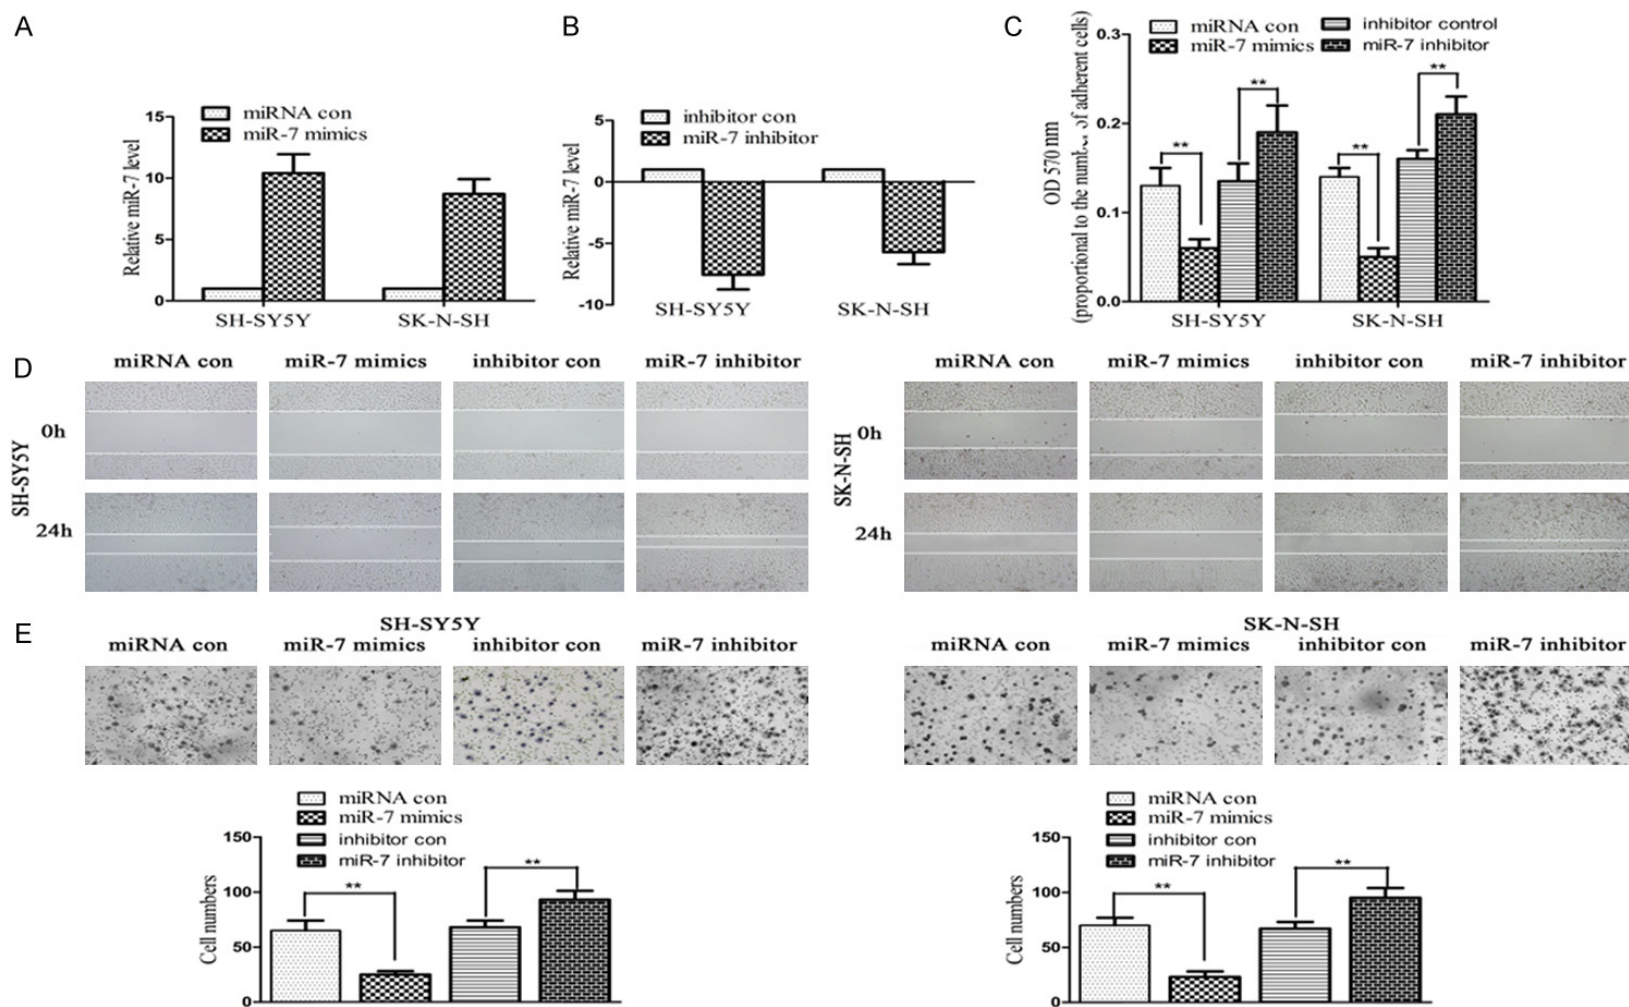 A
miRNA con
miR-7 mimics
Relative miR-7 level
15
10
5
0
SH-SY5Y
SK-N-SH
B
inhibitor con
miR-7 inhibitor
Relative miR-7 level
5
0
-5
-10
SH-SY5Y
SK-N-SH
C
miRNA con
miR-7 mimics
inhibitor control
miR-7 inhibitor
OD 570 nm
(proportional to the number of adherent cells)
0.3
0.2
0.1
0.0
**
**
**
**
SH-SY5Y
SK-N-SH
D
miRNA con miR-7 mimics inhibitor con miR-7 inhibitor
SH-SY5Y
0h
24h
miRNA con miR-7 mimics inhibitor con miR-7 inhibitor
SK-N-SH
0h
24h
E
SH-SY5Y
miRNA con miR-7 mimics inhibitor con miR-7 inhibitor
SK-N-SH
miRNA con miR-7 mimics inhibitor con miR-7 inhibitor
miRNA con
miR-7 mimics
inhibitor con
miR-7 inhibitor
Cell numbers
150
100
50
0
**
**
miRNA con
miR-7 mimics
inhibitor con
miR-7 inhibitor
Cell numbers
150
100
50
0
**
**